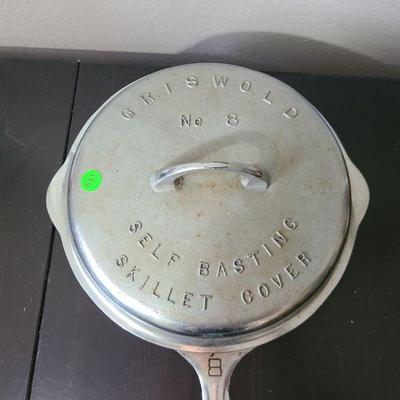 GRISWOLD
No 8
SELF BASTING
SKILLET COVER
8